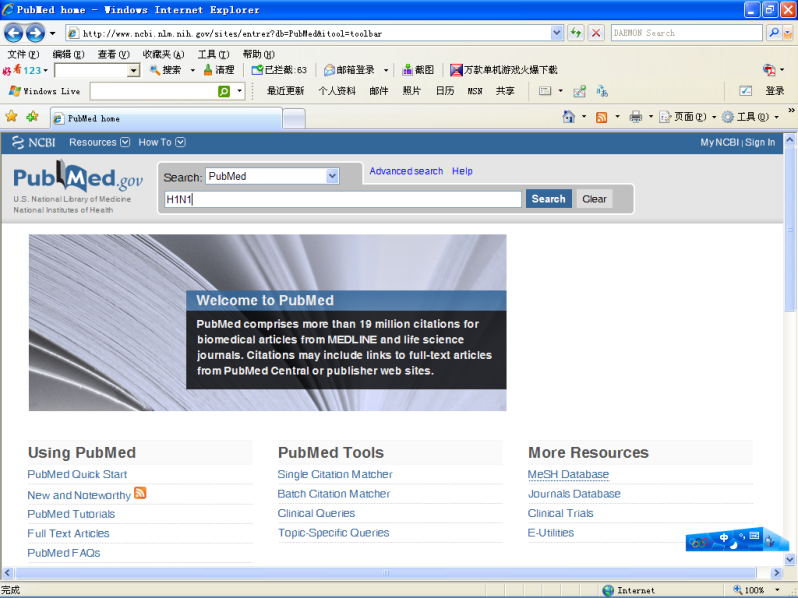 PubMed home - Windows Internet Explorer
http://www.ncbi.nlm.nih.gov/sites/entrez?db=PubMed&itool=toolbar
DAEMON Search
文件(F) 编辑(E) 查看(V) 收藏夹(A) 工具(T) 帮助(H)
好看123 搜索 清理 已拦截:63 邮箱登录 截图 万款单机游戏火爆下载
Windows Live 最近更新 个人资料 邮件 照片 日历 MSN 共享 登录
PubMed home 页面(P) 工具(O) »
NCBI Resources How To My NCBI | Sign In
PubMed.gov
U.S. National Library of Medicine
National Institutes of Health
Search: PubMed Advanced search Help
H1N1 Search Clear
Welcome to PubMed
PubMed comprises more than 19 million citations for
biomedical articles from MEDLINE and life science
journals. Citations may include links to full-text articles
from PubMed Central or publisher web sites.
Using PubMed
PubMed Quick Start
New and Noteworthy
PubMed Tutorials
Full Text Articles
PubMed FAQs
PubMed Tools
Single Citation Matcher
Batch Citation Matcher
Clinical Queries
Topic-Specific Queries
More Resources
MeSH Database
Journals Database
Clinical Trials
E-Utilities
中
完成 Internet 100%